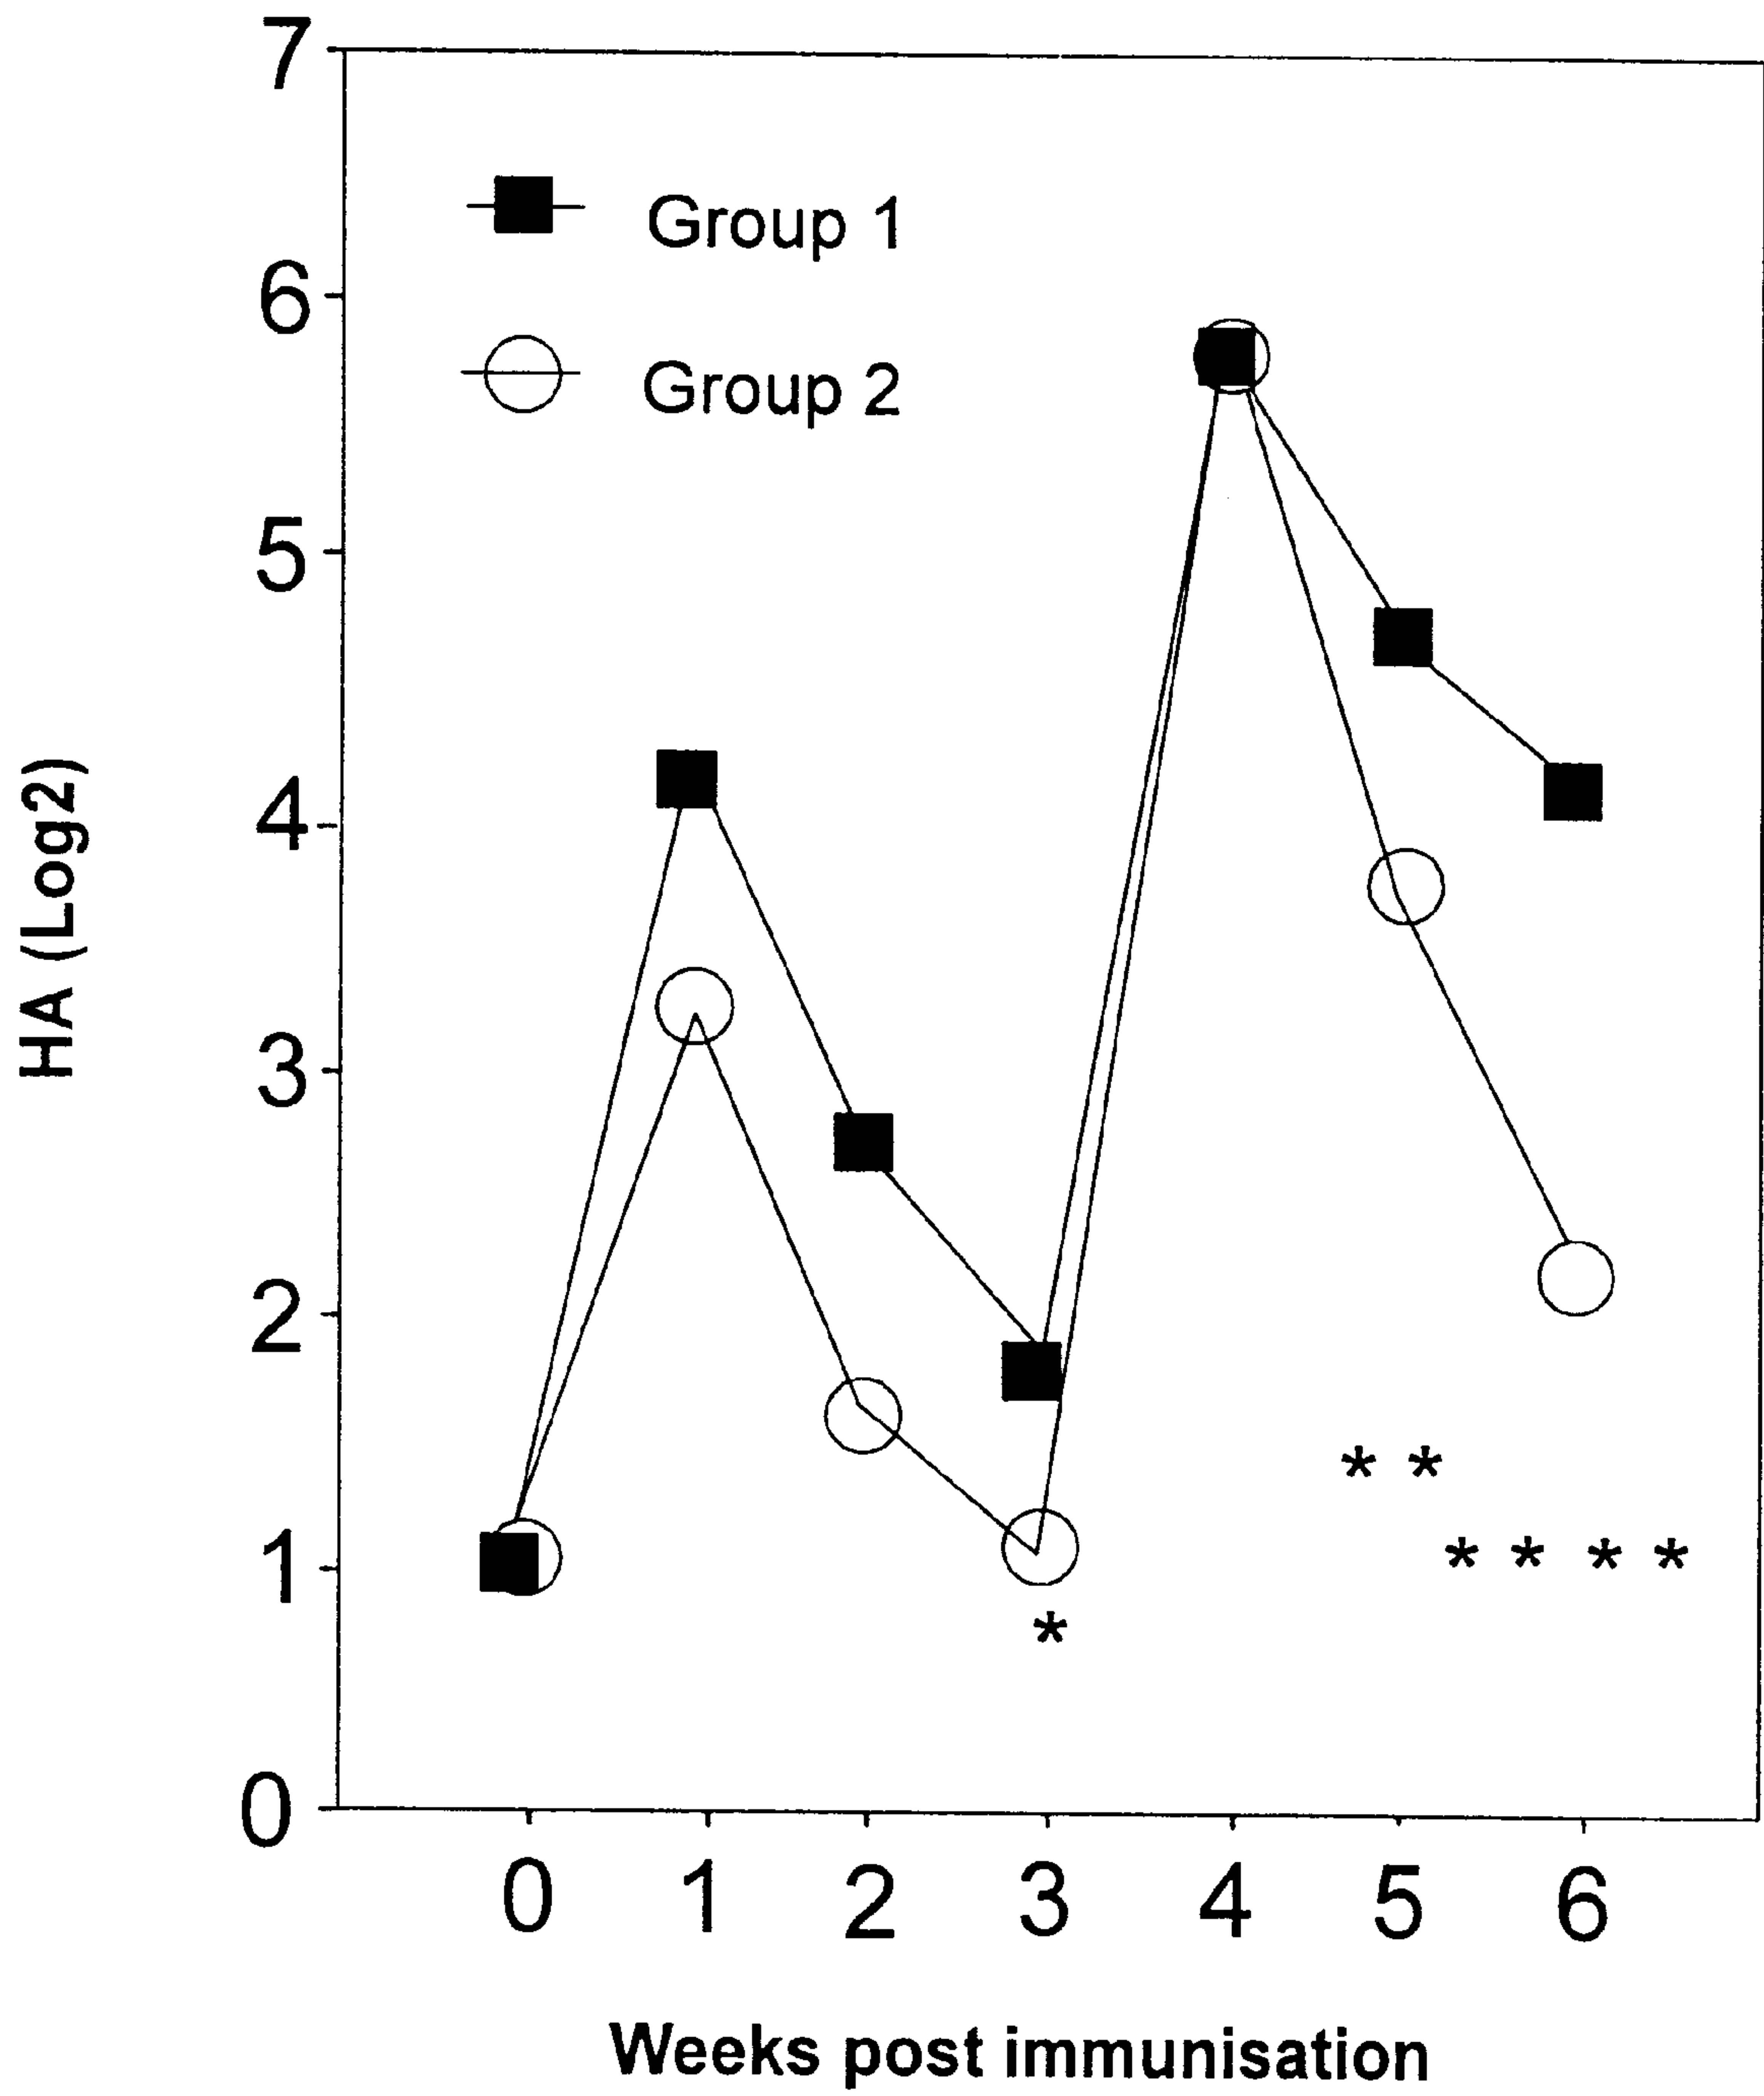 7
Group 1
6
Group 2
5
4
HA (Log2)
3
2
* *
1
* * * *
*
0
0 1 2 3 4 5 6
Weeks post immunisation